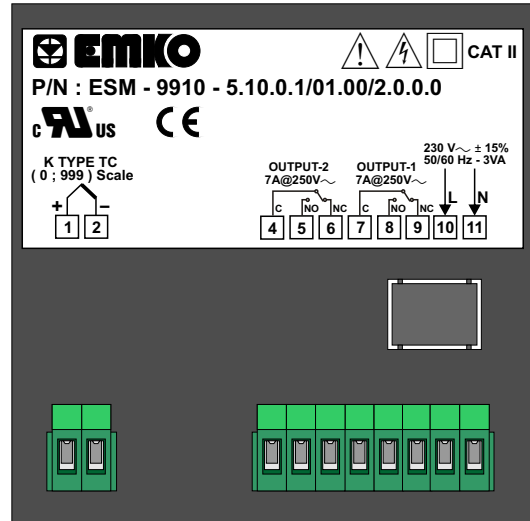 EMKO
CAT II
P/N : ESM - 9910 - 5.10.0.1/01.00/2.0.0.0
c RU ® US CE
K TYPE TC
( 0 ; 999 ) Scale
+ −
1 2
OUTPUT-2
7A@250V~
C NO NC
4 5 6
OUTPUT-1
7A@250V~
C NO NC
7 8 9
230 V~ ± 15%
50/60 Hz - 3VA
L N
10 11